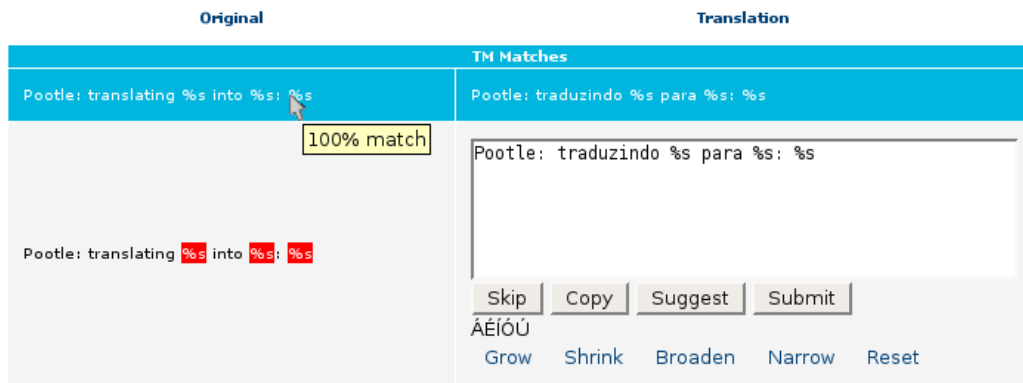 Original Translation
TM Matches
Pootle: translating %s into %s: %s Pootle: traduzindo %s para %s: %s
100% match
Pootle: traduzindo %s para %s: %s
Pootle: translating %s into %s: %s
Skip Copy Suggest Submit
ÁÉÍÓÚ
Grow Shrink Broaden Narrow Reset